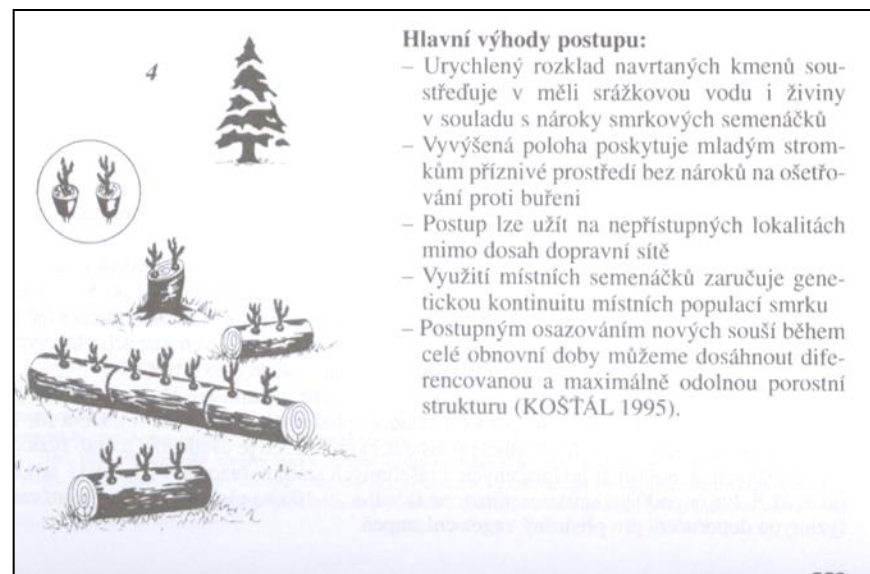 4
Hlavní výhody postupu:
– Urychlený rozklad navrtaných kmenů sou-
střeďuje v měli srážkovou vodu i živiny
v souladu s nároky smrkových semenáčků
– Vyvýšená poloha poskytuje mladým strom-
kům příznivé prostředí bez nároků na ošetřo-
vání proti buřeni
– Postup lze užít na nepřístupných lokalitách
mimo dosah dopravní sítě
– Využití místních semenáčků zaručuje gene-
tickou kontinuitu místních populací smrku
– Postupným osazováním nových souší během
celé obnovní doby můžeme dosáhnout dife-
rencovanou a maximálně odolnou porostní
strukturu (KOŠŤÁL 1995).